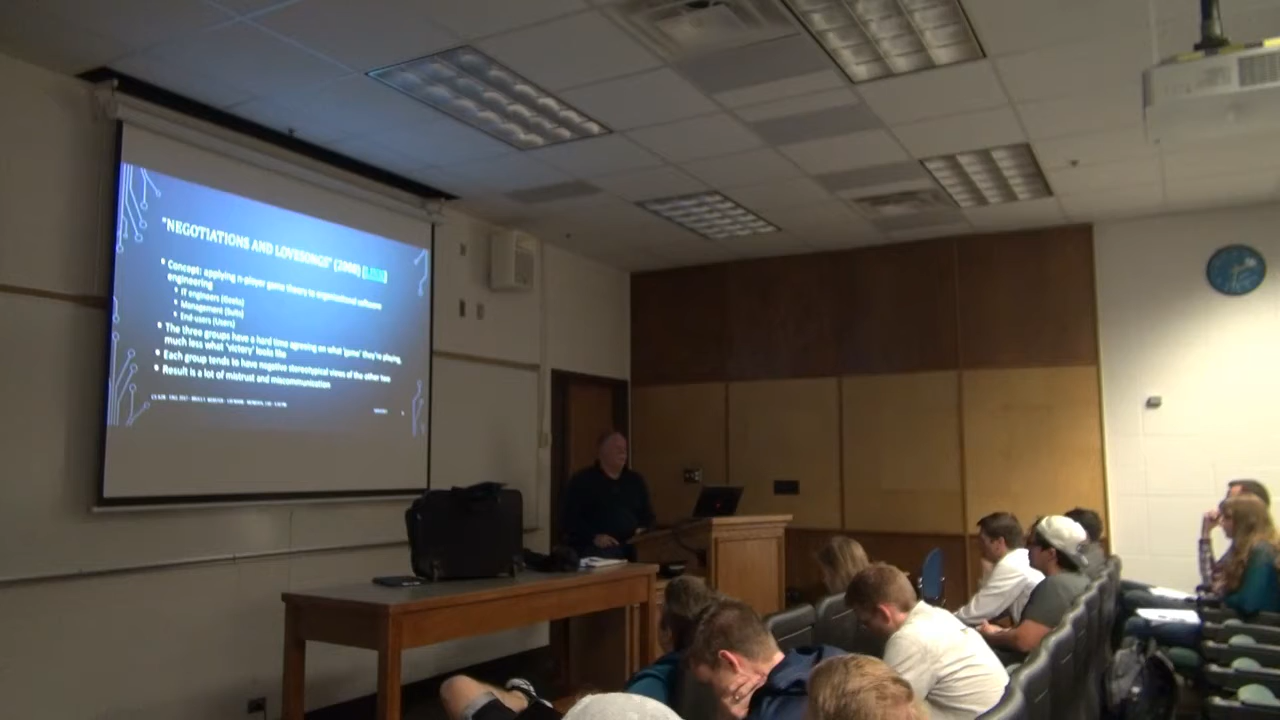 "NEGOTIATIONS AND LOVESONGS" (2006) [LINK]
• Concept: applying n-player game theory to organizational software
engineering
• IT engineers (Geeks)
• Management (Suits)
• End-users (Users)
• The three groups have a hard time agreeing on what 'game' they're playing,
much less what 'victory' looks like
• Each group tends to have negative stereotypical views of the other two
• Result is a lot of mistrust and miscommunication